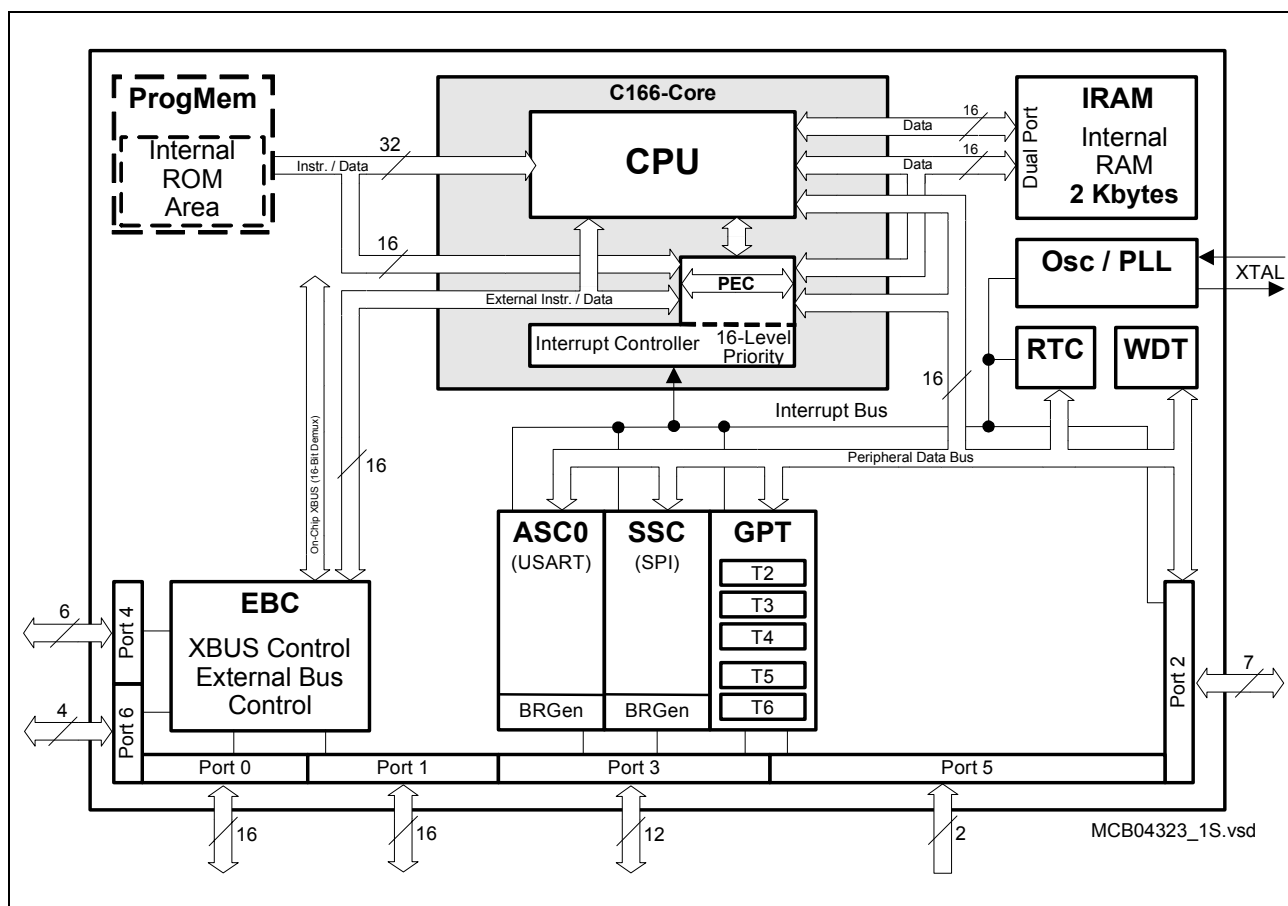 ProgMem
Internal
ROM
Area
C166-Core
CPU
32
Instr. / Data
16
Data
16
Data
Dual Port
IRAM
Internal
RAM
2 Kbytes
16
External Instr. / Data
PEC
Interrupt Controller
16-Level
Priority
Osc / PLL
XTAL
RTC
WDT
16
Interrupt Bus
Peripheral Data Bus
On-Chip XBUS (16-Bit Demux)
16
ASC0
(USART)
BRGen
SSC
(SPI)
BRGen
GPT
T2
T3
T4
T5
T6
EBC
XBUS Control
External Bus
Control
6
Port 4
4
Port 6
Port 2
7
Port 0
Port 1
Port 3
Port 5
16
16
12
2
MCB04323_1S.vsd